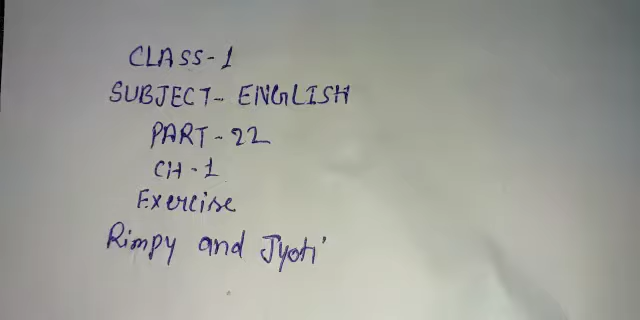 CLASS-1
SUBJECT- ENGLISH
PART-22
CH-1
Exercise
Rimpy and Jyoti